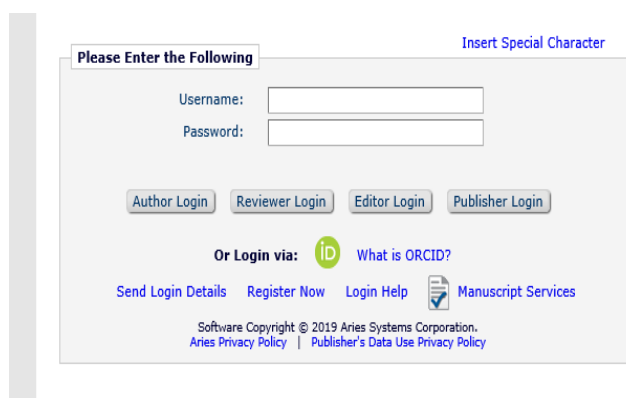 Insert Special Character
Please Enter the Following
Username:
Password:
Author Login Reviewer Login Editor Login Publisher Login
Or Login via: iD What is ORCID?
Send Login Details Register Now Login Help Manuscript Services
Software Copyright © 2019 Aries Systems Corporation.
Aries Privacy Policy | Publisher's Data Use Privacy Policy